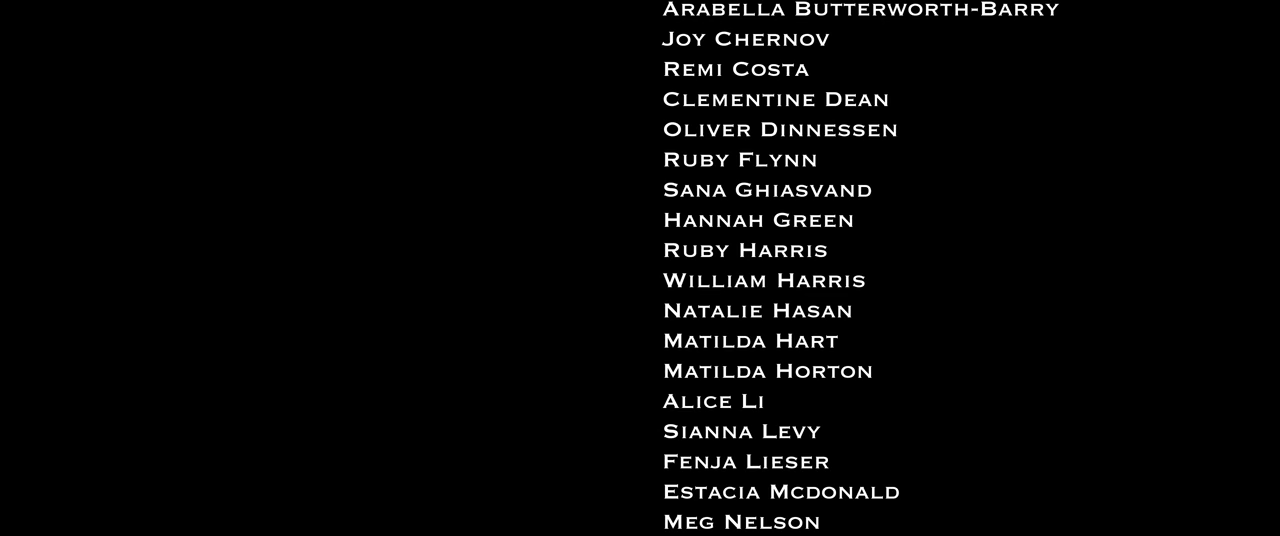 ARABELLA BUTTERWORTH-BARRY
JOY CHERNOV
REMI COSTA
CLEMENTINE DEAN
OLIVER DINNESSEN
RUBY FLYNN
SANA GHIASVAND
HANNAH GREEN
RUBY HARRIS
WILLIAM HARRIS
NATALIE HASAN
MATILDA HART
MATILDA HORTON
ALICE LI
SIANNA LEVY
FENJA LIESER
ESTACIA MCDONALD
MEG NELSON